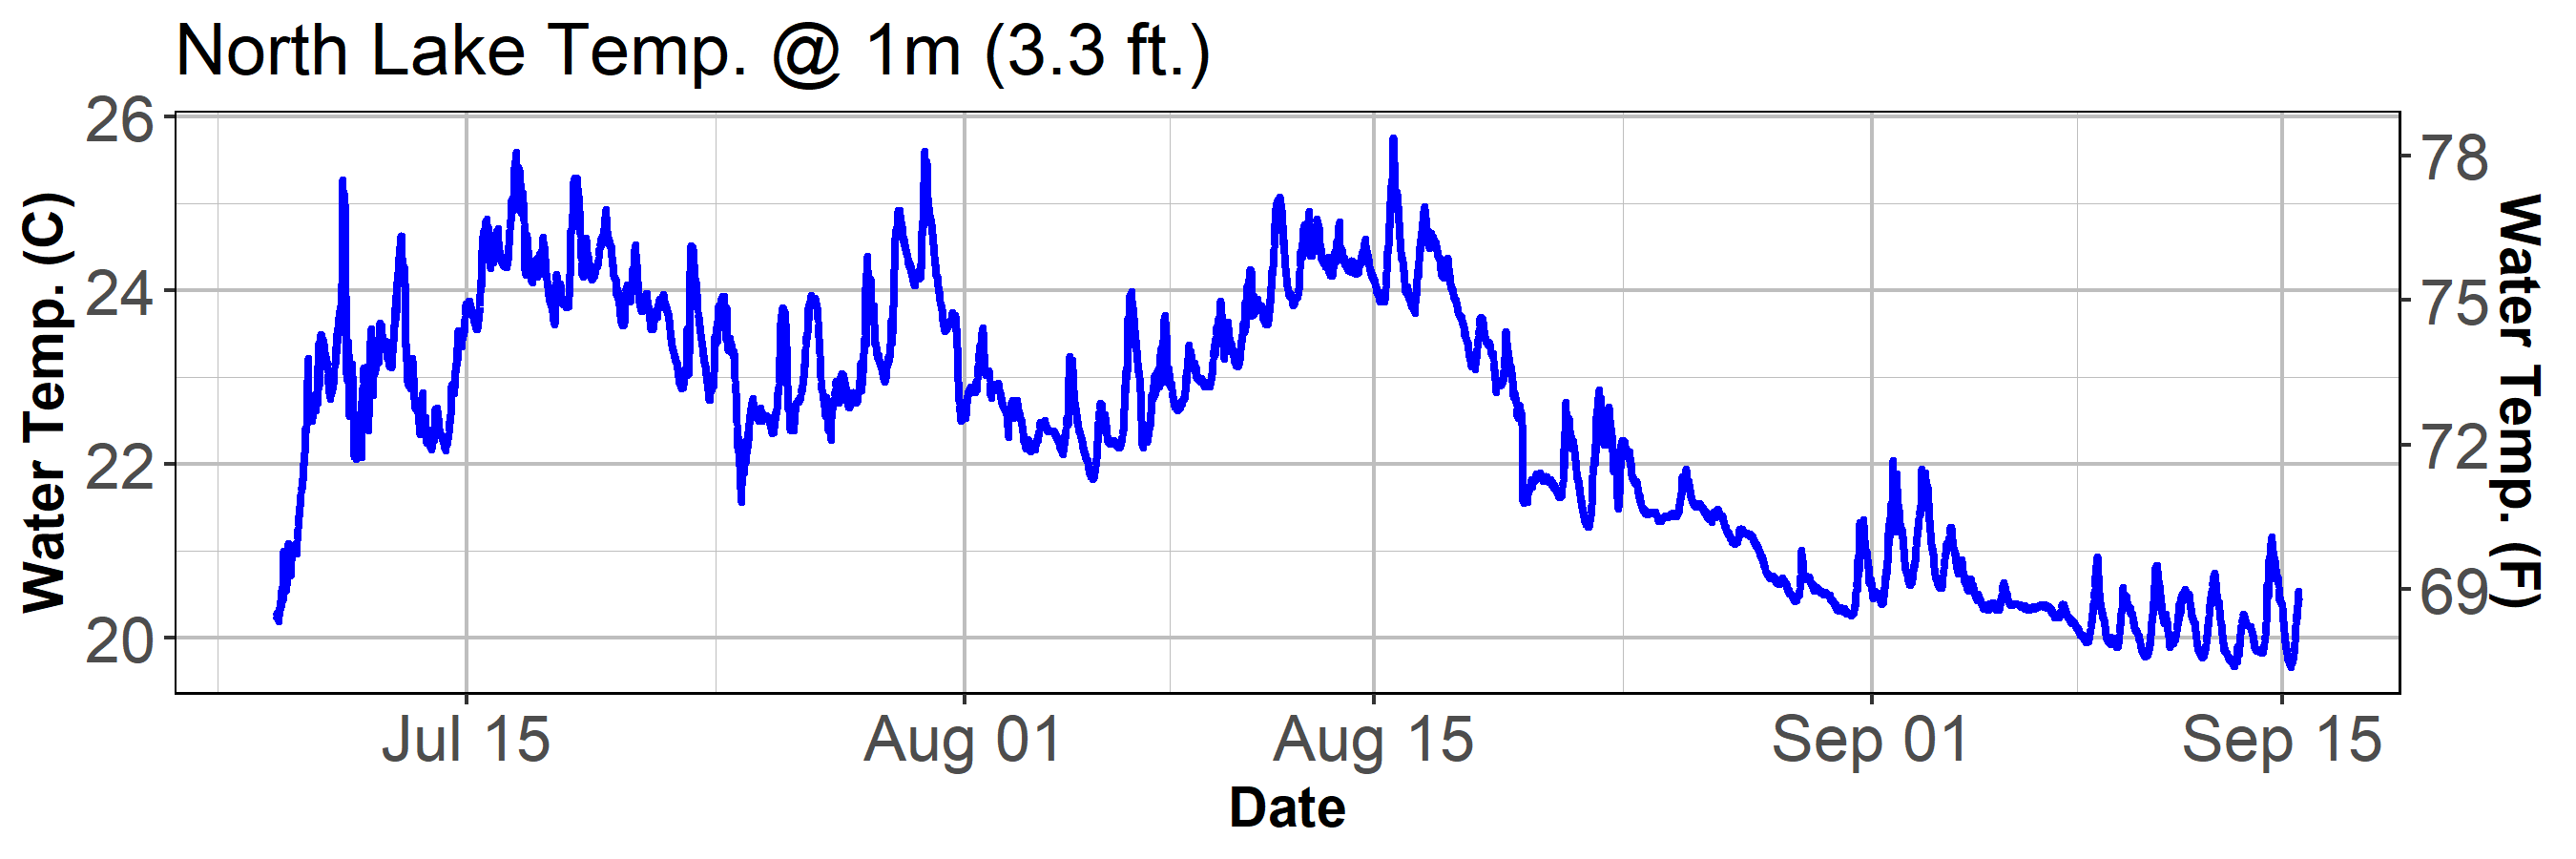 North Lake Temp. @ 1m (3.3 ft.)
Water Temp. (C)
26
24
22
20
78
75
72
69
Water Temp. (F)
Jul 15
Aug 01
Aug 15
Sep 01
Sep 15
Date